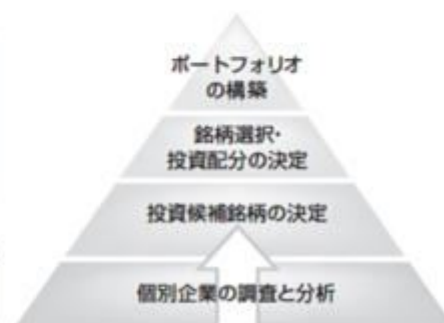 ポートフォリオ
の構築
銘柄選択・
投資配分の決定
投資候補銘柄の決定
個別企業の調査と分析